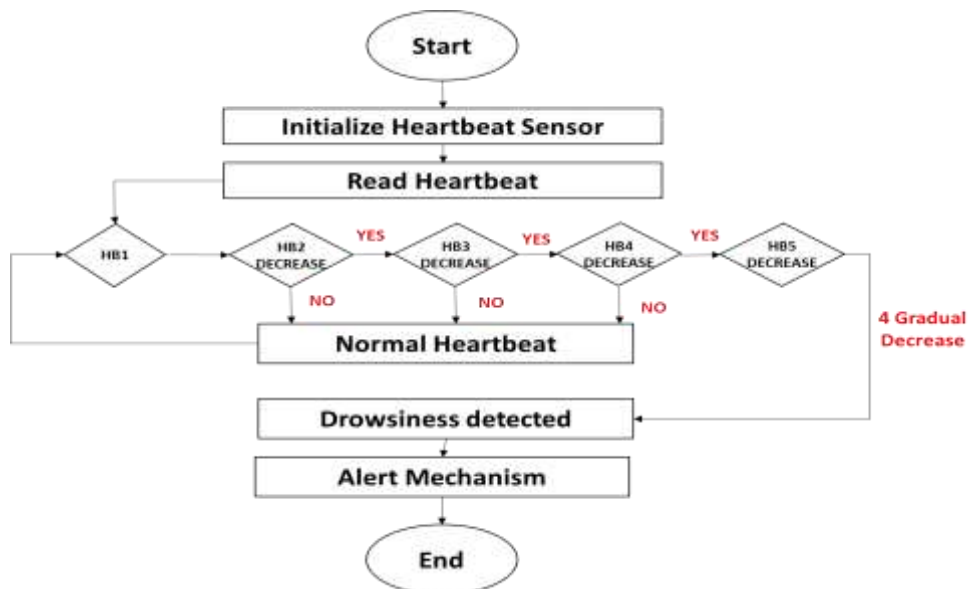 Start
Initialize Heartbeat Sensor
Read Heartbeat
HB1
HB2
DECREASE
YES
HB3
DECREASE
YES
HB4
DECREASE
YES
HB5
DECREASE
NO
NO
NO
4 Gradual
Decrease
Normal Heartbeat
Drowsiness detected
Alert Mechanism
End